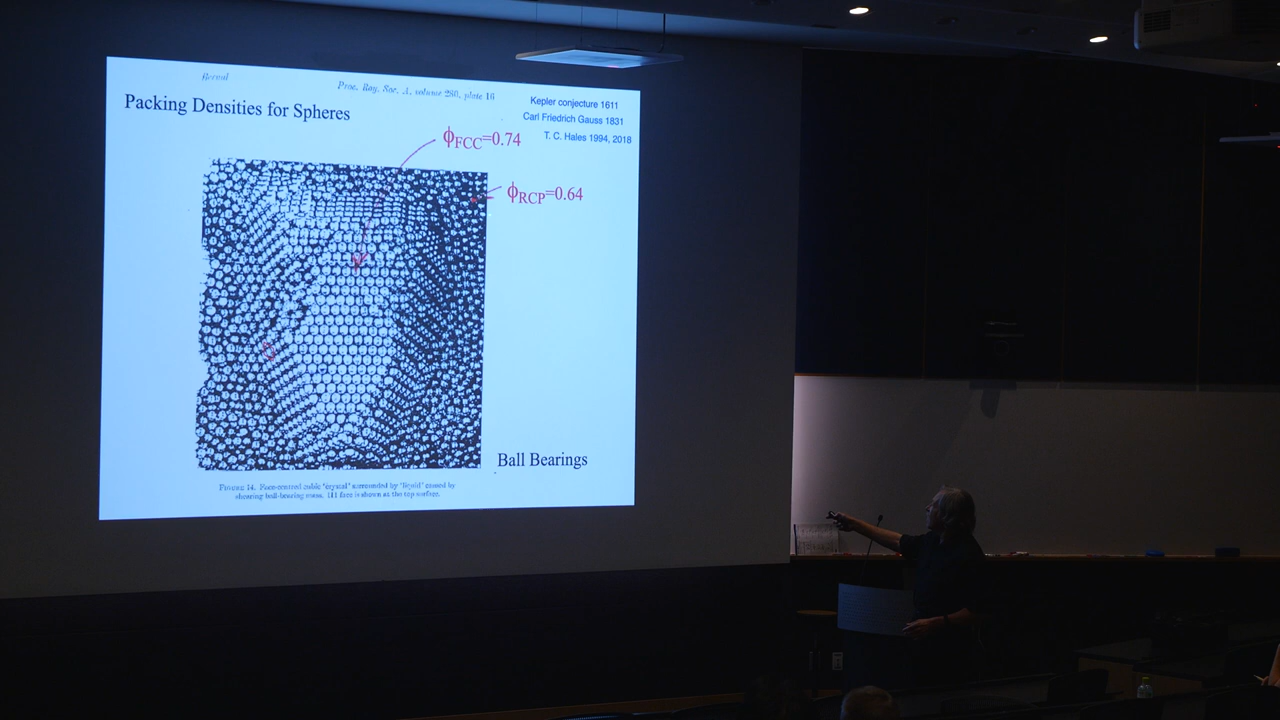 Bernal
Proc. Roy. Soc. A, volume 280, plate 16
Packing Densities for Spheres
Kepler conjecture 1611
Carl Friedrich Gauss 1831
T. C. Hales 1994, 2018
ϕFCC=0.74
ϕRCP=0.64
Ball Bearings
Figure 14. Face-centred cubic 'crystal' surrounded by 'liquid' caused by
shearing ball-bearing mass. 111 face is shown at the top surface.